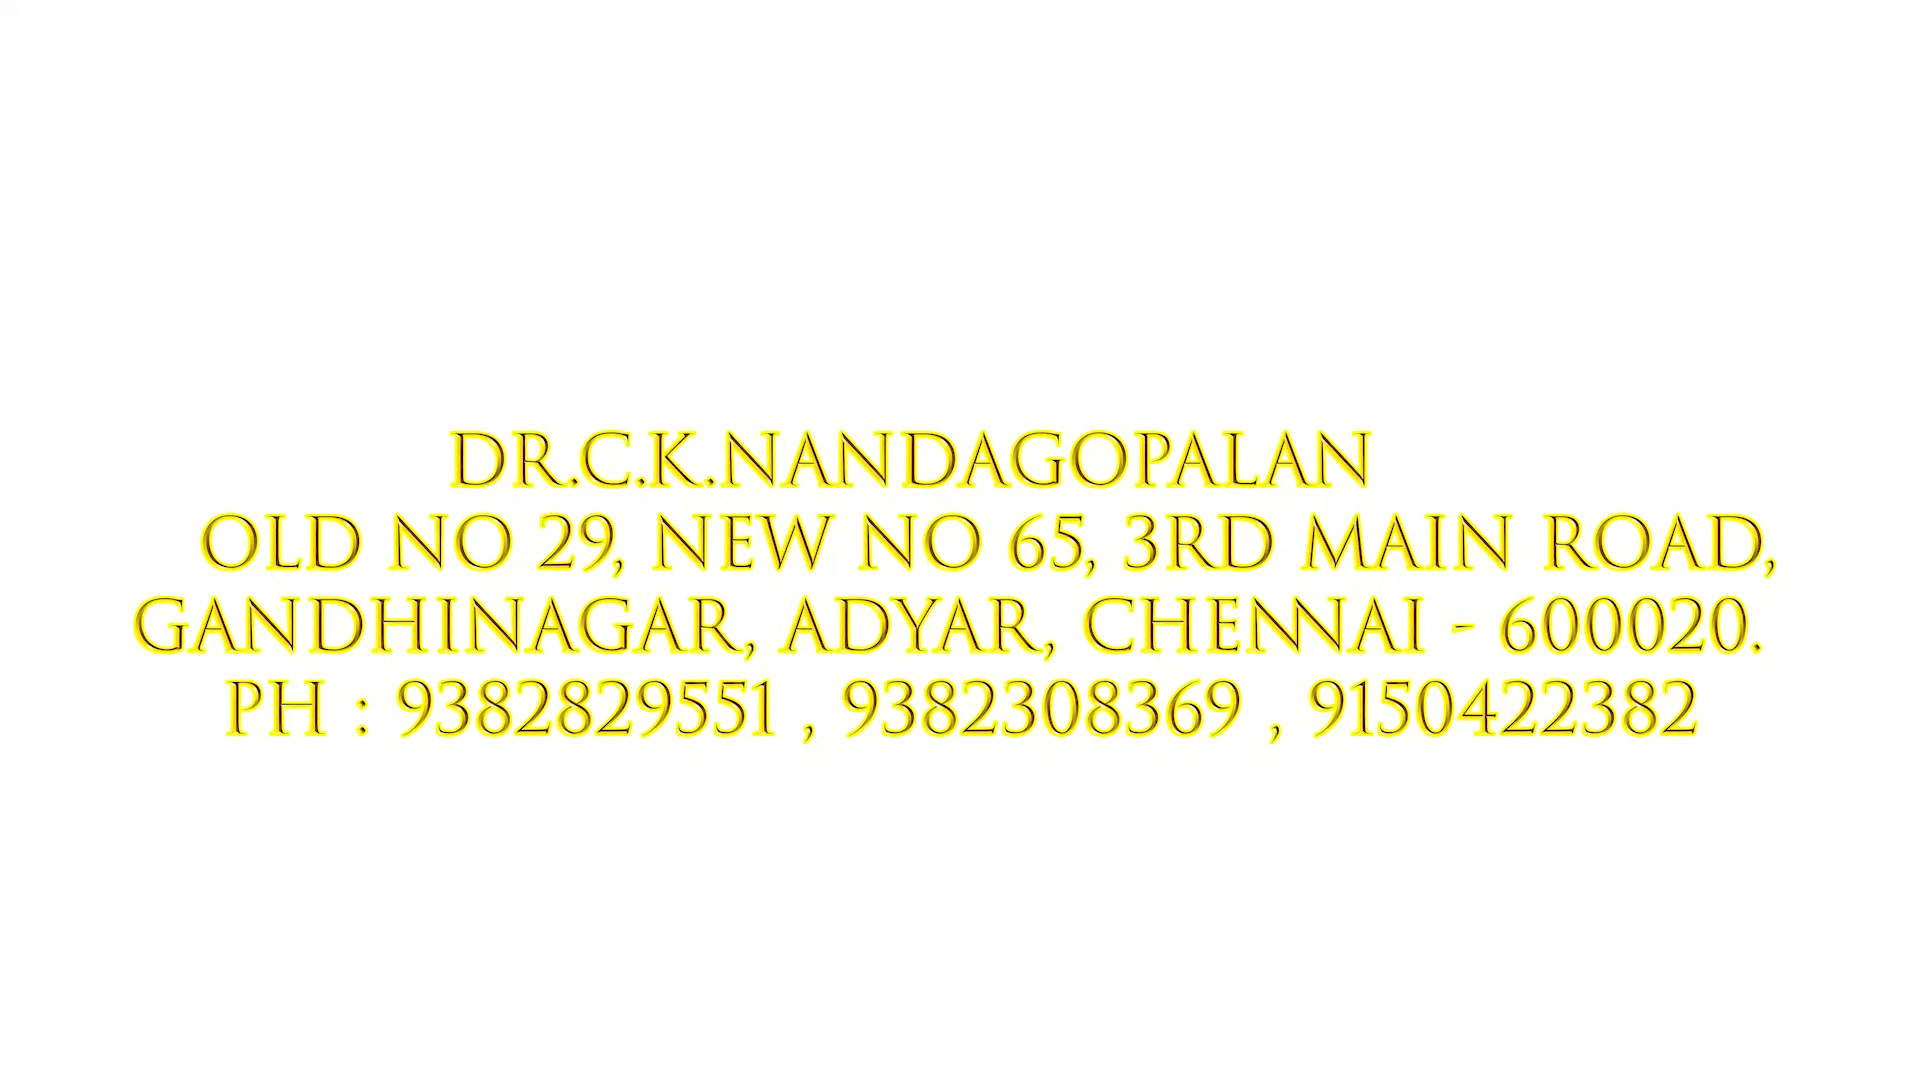 DR.C.K.NANDAGOPALAN
OLD NO 29, NEW NO 65, 3RD MAIN ROAD,
GANDHINAGAR, ADYAR, CHENNAI - 600020.
PH : 9382829551 , 9382308369 , 9150422382